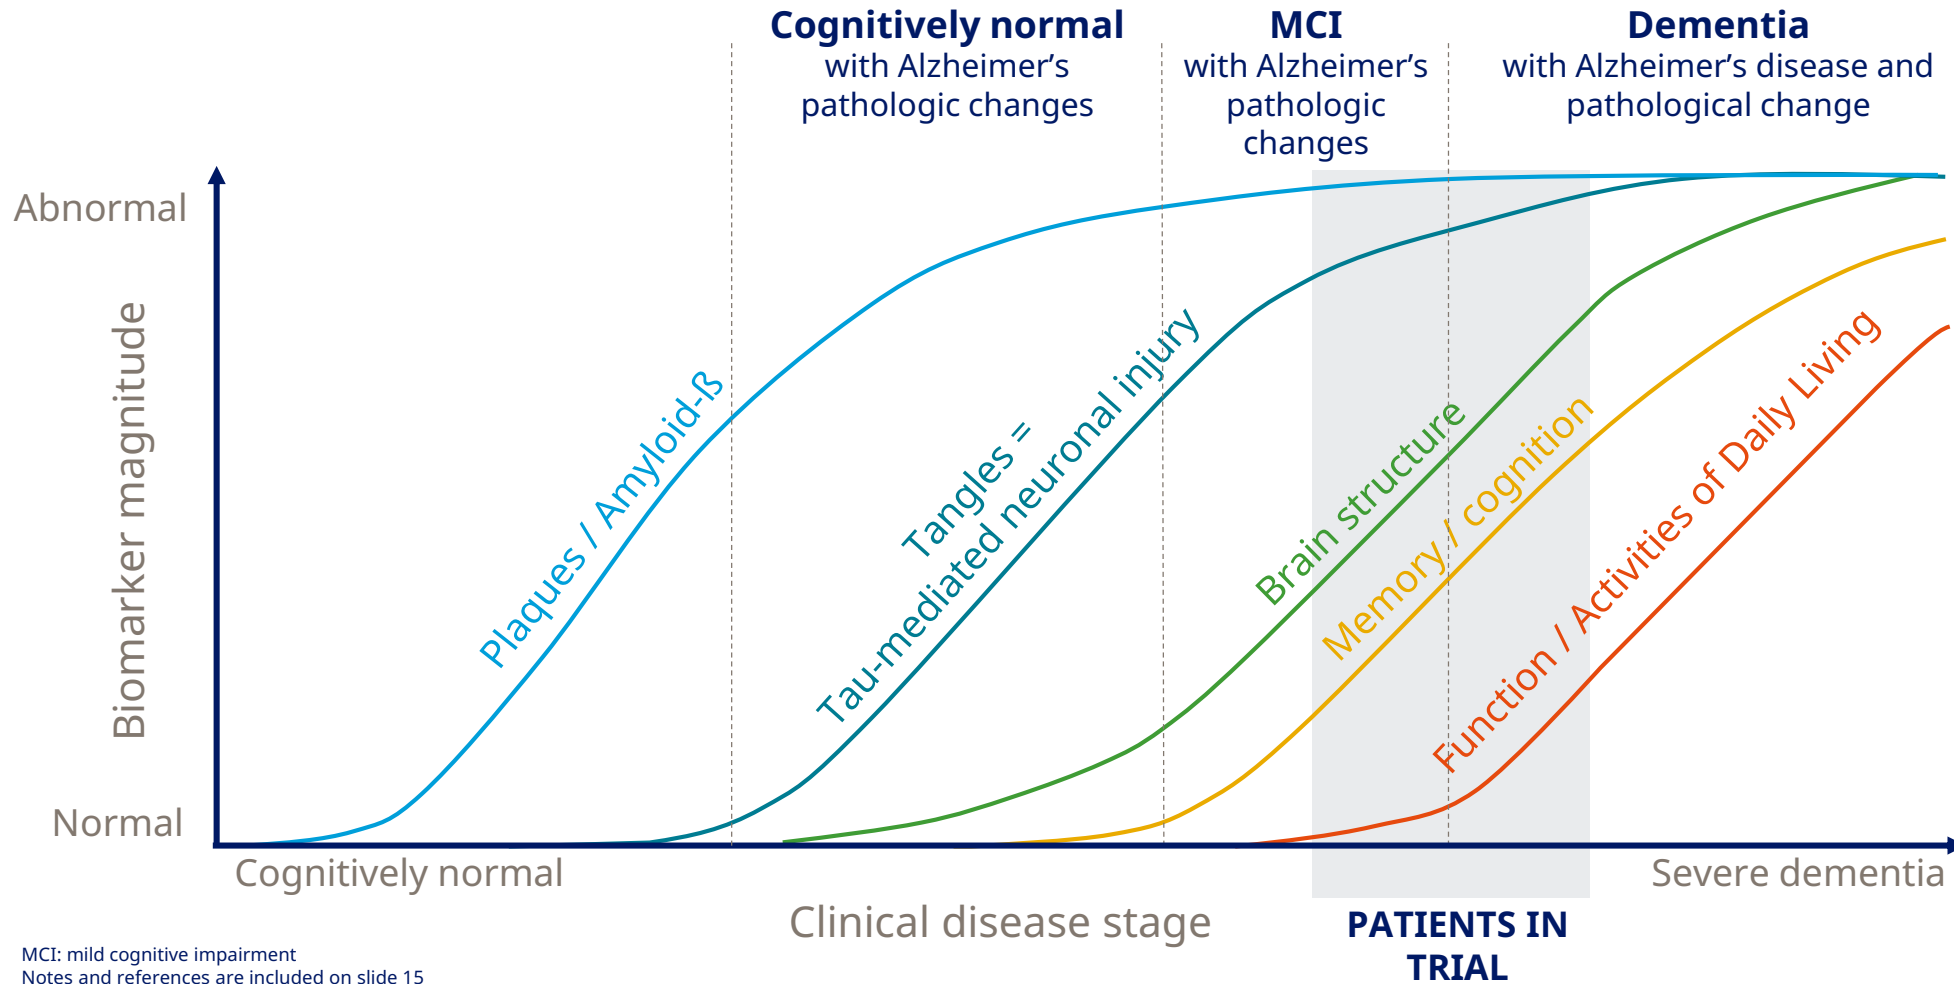 Cognitively normal
with Alzheimer’s
pathologic changes
MCI
with Alzheimer’s
pathologic
changes
Dementia
with Alzheimer’s disease and
pathological change
Abnormal
Biomarker magnitude
Normal
Plaques / Amyloid-ß
Tangles =
Tau-mediated neuronal injury
Brain structure
Memory / cognition
Function / Activities of Daily Living
Cognitively normal
Severe dementia
Clinical disease stage
PATIENTS IN
TRIAL
MCI: mild cognitive impairment
Notes and references are included on slide 15